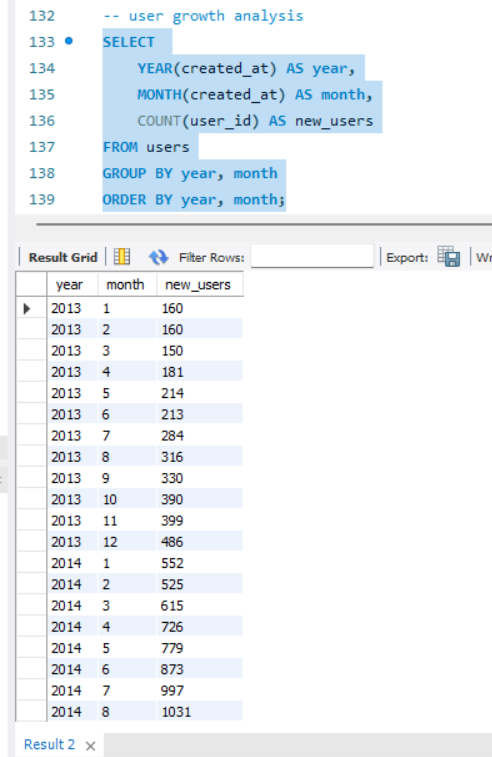 132 -- user growth analysis
133 SELECT
134 YEAR(created_at) AS year,
135 MONTH(created_at) AS month,
136 COUNT(user_id) AS new_users
137 FROM users
138 GROUP BY year, month
139 ORDER BY year, month;
Result Grid Filter Rows: Export: Wr
year month new_users
2013 1 160
2013 2 160
2013 3 150
2013 4 181
2013 5 214
2013 6 213
2013 7 284
2013 8 316
2013 9 330
2013 10 390
2013 11 399
2013 12 486
2014 1 552
2014 2 525
2014 3 615
2014 4 726
2014 5 779
2014 6 873
2014 7 997
2014 8 1031
Result 2 ×